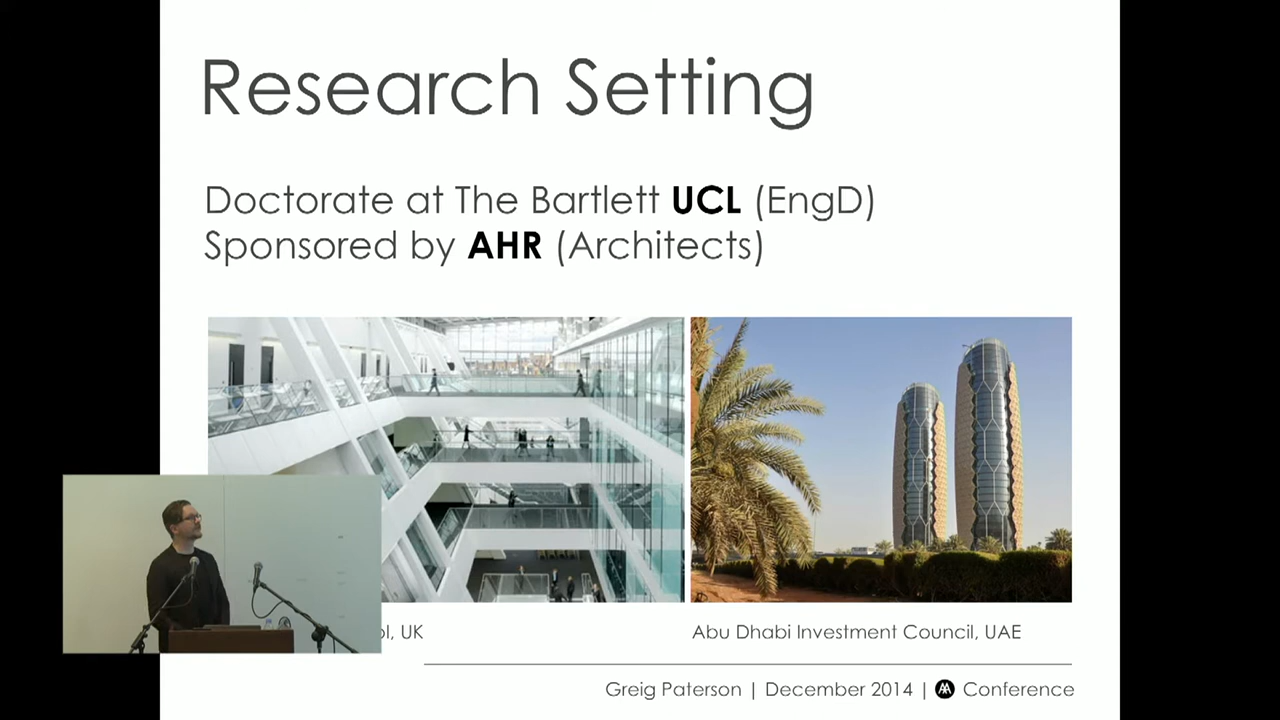 Research Setting
Doctorate at The Bartlett UCL (EngD)
Sponsored by AHR (Architects)
UK
Abu Dhabi Investment Council, UAE
Greig Paterson | December 2014 | AA Conference